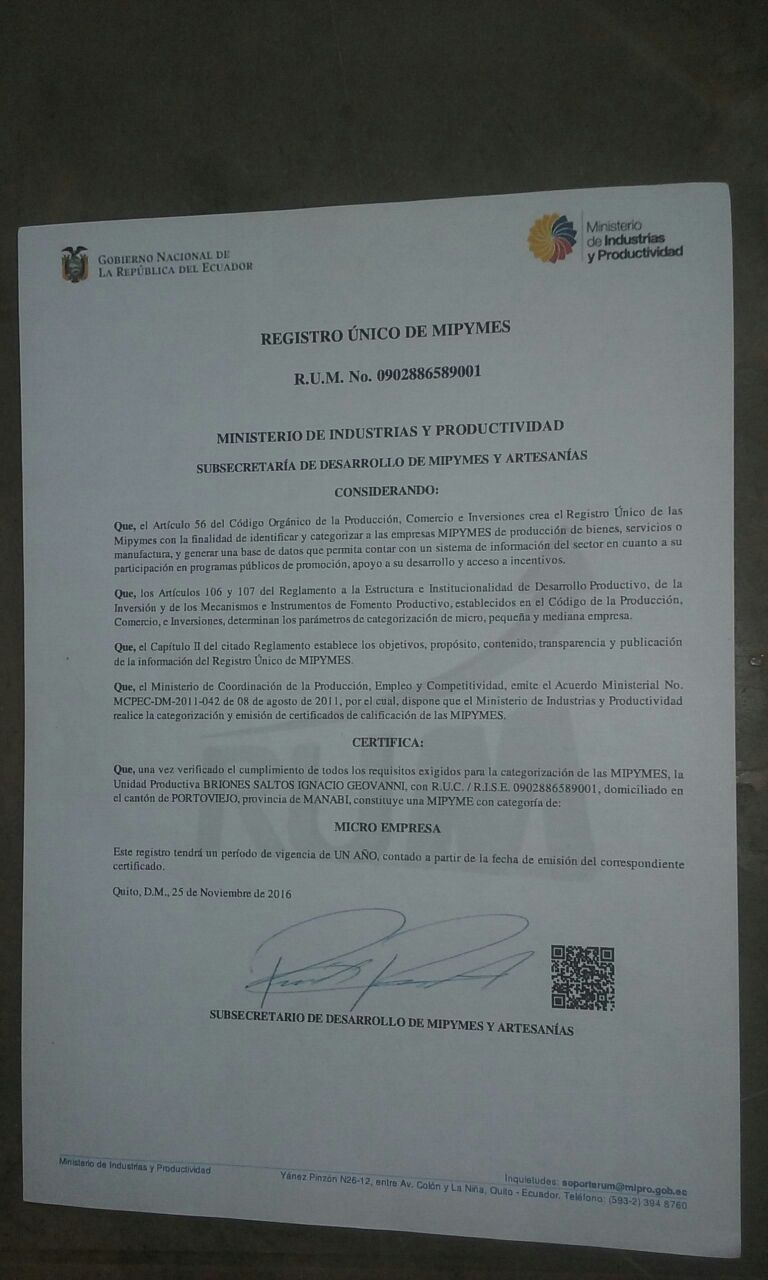 GOBIERNO NACIONAL DE
LA REPÚBLICA DEL ECUADOR
Ministerio
de Industrias
y Productividad
REGISTRO ÚNICO DE MIPYMES
R.U.M. No. 0902886589001
MINISTERIO DE INDUSTRIAS Y PRODUCTIVIDAD
SUBSECRETARÍA DE DESARROLLO DE MIPYMES Y ARTESANÍAS
CONSIDERANDO:
Que, el Artículo 56 del Código Orgánico de la Producción, Comercio e Inversiones crea el Registro Único de las
Mipymes con la finalidad de identificar y categorizar a las empresas MIPYMES de producción de bienes, servicios o
manufactura, y generar una base de datos que permita contar con un sistema de información del sector en cuanto a su
participación en programas públicos de promoción, apoyo a su desarrollo y acceso a incentivos.
Que, los Artículos 106 y 107 del Reglamento a la Estructura e Institucionalidad de Desarrollo Productivo, de la
Inversión y de los Mecanismos e Instrumentos de Fomento Productivo, establecidos en el Código de la Producción,
Comercio, e Inversiones, determinan los parámetros de categorización de micro, pequeña y mediana empresa.
Que, el Capítulo II del citado Reglamento establece los objetivos, propósito, contenido, transparencia y publicación
de la información del Registro Único de MIPYMES.
Que, el Ministerio de Coordinación de la Producción, Empleo y Competitividad, emite el Acuerdo Ministerial No.
MCPEC-DM-2011-042 de 08 de agosto de 2011, por el cual, dispone que el Ministerio de Industrias y Productividad
realice la categorización y emisión de certificados de calificación de las MIPYMES.
CERTIFICA:
Que, una vez verificado el cumplimiento de todos los requisitos exigidos para la categorización de las MIPYMES, la
Unidad Productiva BRIONES SALTOS IGNACIO GEOVANNI, con R.U.C. / R.I.S.E. 0902886589001, domiciliado en
el cantón de PORTOVIEJO, provincia de MANABI, constituye una MIPYME con categoría de:
MICRO EMPRESA
Este registro tendrá un período de vigencia de UN AÑO, contado a partir de la fecha de emisión del correspondiente
certificado.
Quito, D.M., 25 de Noviembre de 2016
SUBSECRETARIO DE DESARROLLO DE MIPYMES Y ARTESANÍAS
Ministerio de Industrias y Productividad
Inquietudes: soporterum@mipro.gob.ec
Yánez Pinzón N26-12, entre Av. Colón y La Niña, Quito - Ecuador. Teléfono: (593-2) 394 8760
RUM